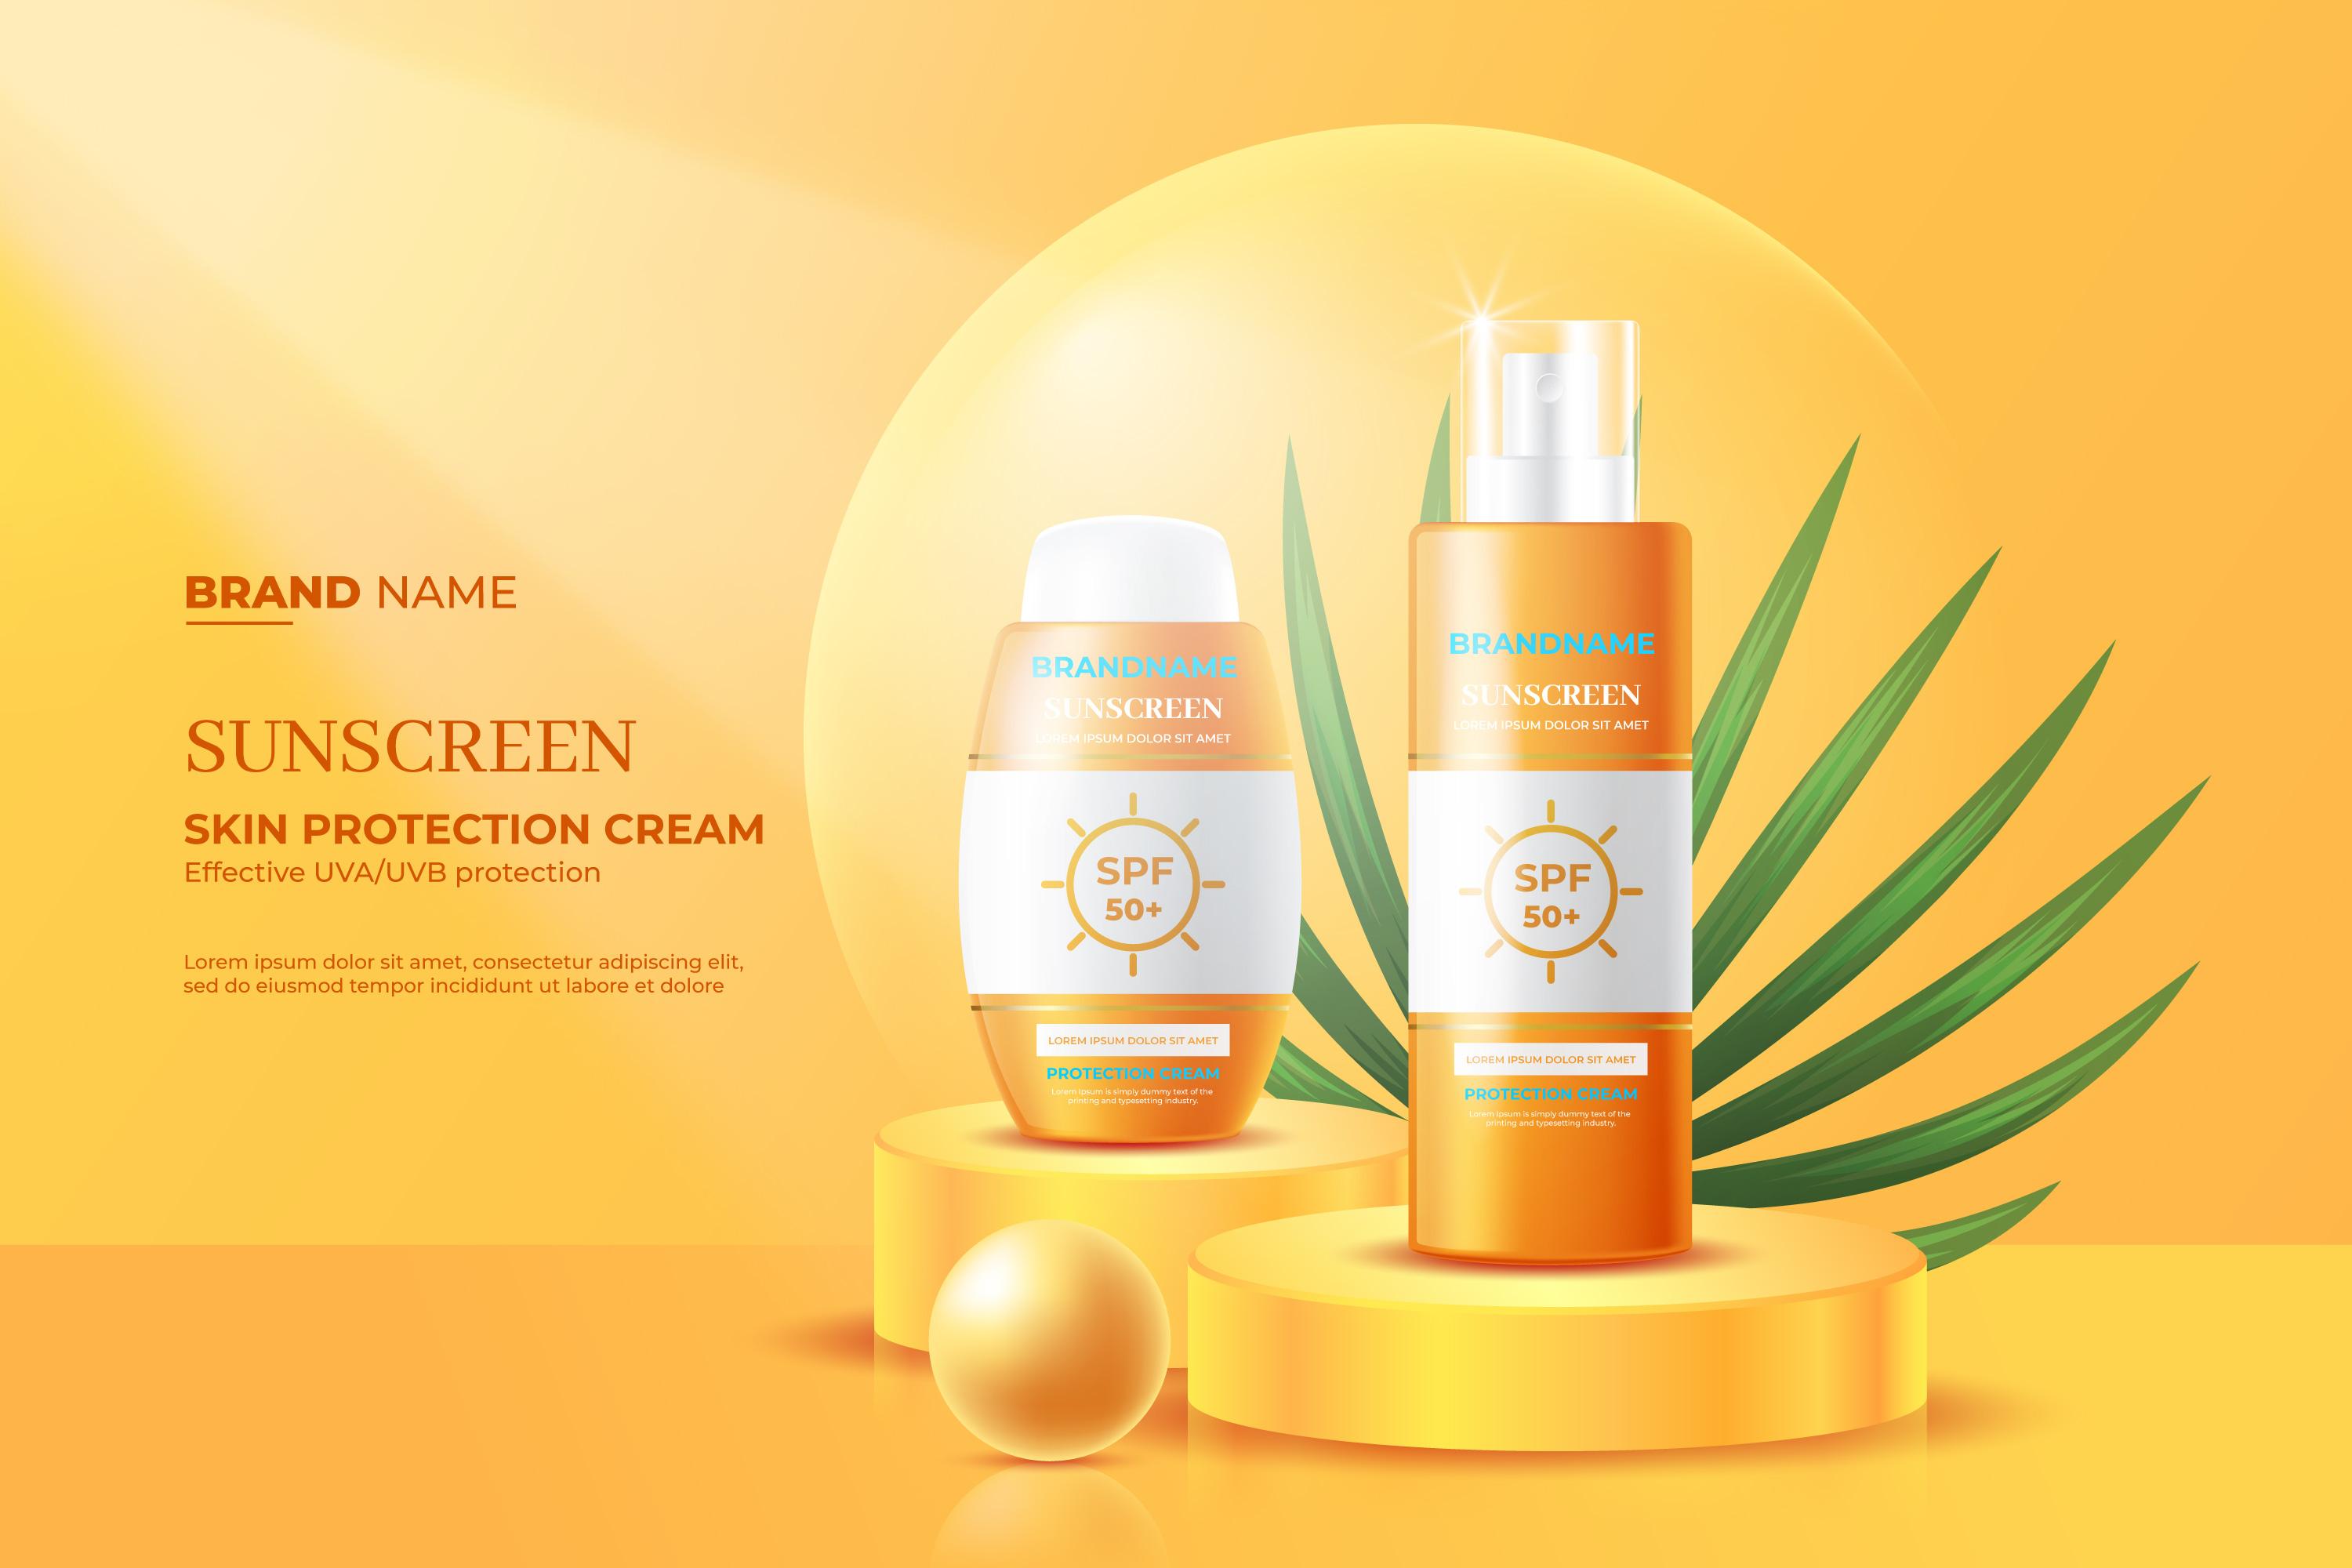 BRAND NAME
SUNSCREEN
SKIN PROTECTION CREAM
Effective UVA/UVB protection
Lorem ipsum dolor sit amet, consectetur adipiscing elit,
sed do eiusmod tempor incididunt ut labore et dolore
BRANDNAME
SUNSCREEN
LOREM IPSUM DOLOR SIT AMET
SPF
50+
LOREM IPSUM DOLOR SIT AMET
PROTECTION CREAM
Lorem ipsum is simply dummy text of the
printing and typesetting industry.
BRANDNAME
SUNSCREEN
LOREM IPSUM DOLOR SIT AMET
SPF
50+
LOREM IPSUM DOLOR SIT AMET
PROTECTION CREAM
Lorem ipsum is simply dummy text of the
printing and typesetting industry.